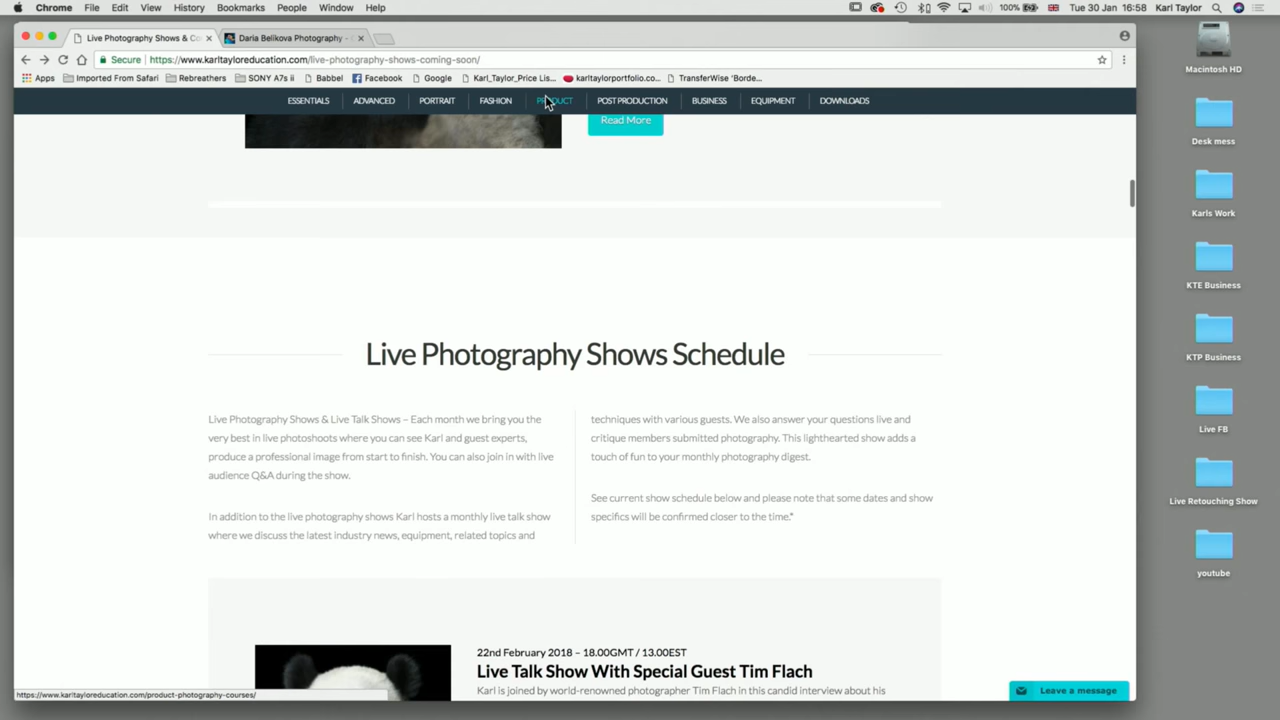 Chrome File Edit View History Bookmarks People Window Help 100% Tue 30 Jan 16:58 Karl Taylor
Live Photography Shows & Co
Daria Belikova Photography -
Secure https://www.karltayloreducation.com/live-photography-shows-coming-soon/
Apps Imported From Safari Rebreathers SONY A7s ii Babbel Facebook Google Karl_Taylor_Price Lis... karltaylorportfolio.co... TransferWise 'Borde...
ESSENTIALS ADVANCED PORTRAIT FASHION PRODUCT POST PRODUCTION BUSINESS EQUIPMENT DOWNLOADS
Read More
Live Photography Shows Schedule
Live Photography Shows & Live Talk Shows – Each month we bring you the
very best in live photoshoots where you can see Karl and guest experts,
produce a professional image from start to finish. You can also join in with live
audience Q&A during the show.
In addition to the live photography shows Karl hosts a monthly live talk show
where we discuss the latest industry news, equipment, related topics and
techniques with various guests. We also answer your questions live and
critique members submitted photography. This lighthearted show adds a
touch of fun to your monthly photography digest.
See current show schedule below and please note that some dates and show
specifics will be confirmed closer to the time.*
22nd February 2018 – 18.00GMT / 13.00EST
Live Talk Show With Special Guest Tim Flach
Karl is joined by world-renowned photographer Tim Flach in this candid interview about his
https://www.karltayloreducation.com/product-photography-courses/
Leave a message
Macintosh HD
Desk mess
Karls Work
KTE Business
KTP Business
Live FB
Live Retouching Show
youtube